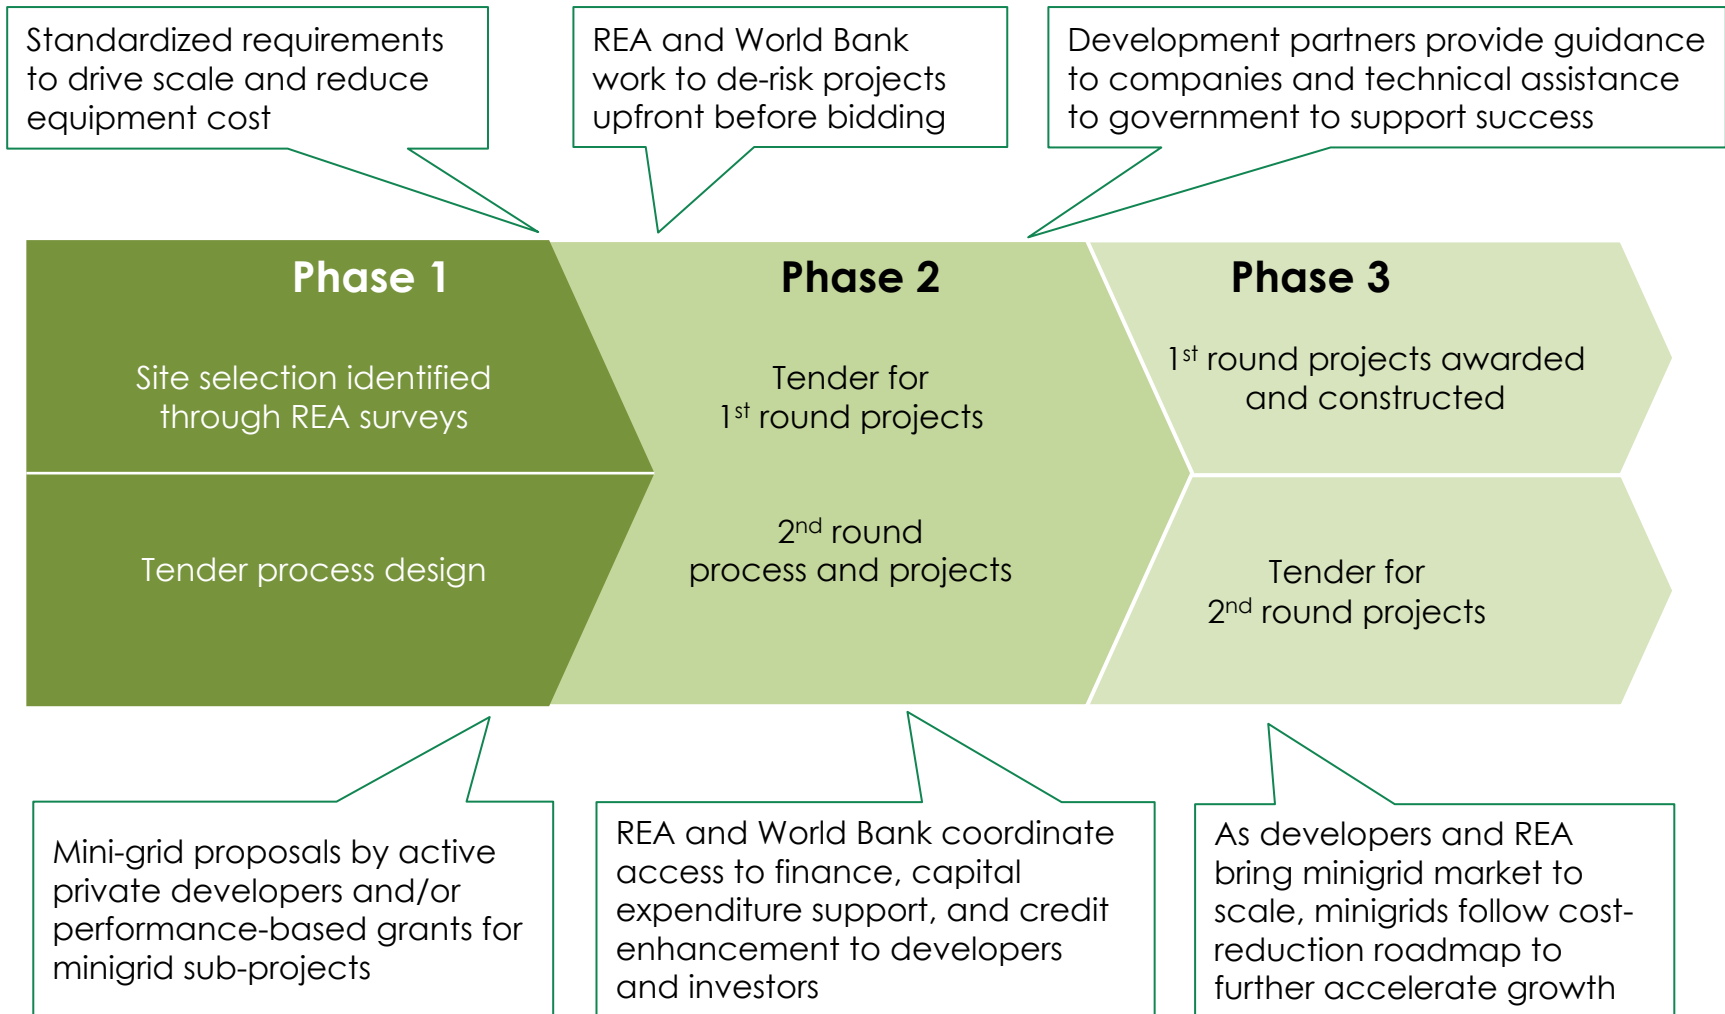 Standardized requirements
to drive scale and reduce
equipment cost
REA and World Bank
work to de-risk projects
upfront before bidding
Development partners provide guidance
to companies and technical assistance
to government to support success
Phase 1
Site selection identified
through REA surveys
Tender process design
Phase 2
Tender for
1st round projects
2nd round
process and projects
Phase 3
1st round projects awarded
and constructed
Tender for
2nd round projects
Mini-grid proposals by active
private developers and/or
performance-based grants for
minigrid sub-projects
REA and World Bank coordinate
access to finance, capital
expenditure support, and credit
enhancement to developers
and investors
As developers and REA
bring minigrid market to
scale, minigrids follow cost-
reduction roadmap to
further accelerate growth